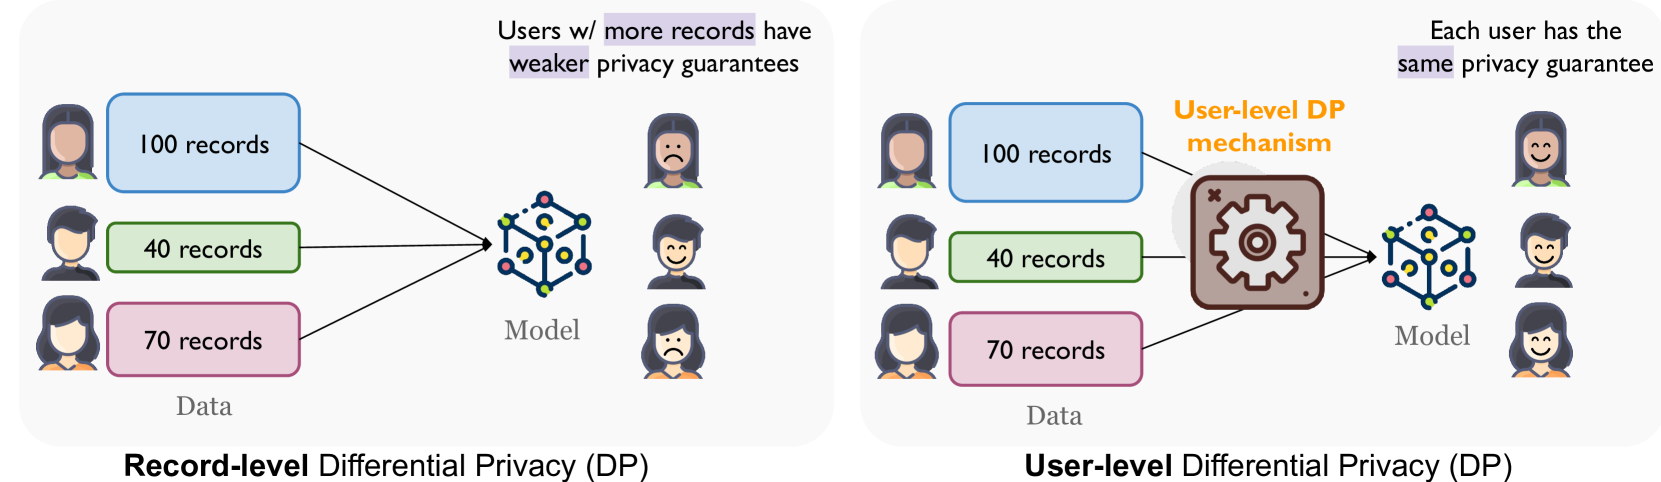 Users w/ more records have
weaker privacy guarantees
100 records
40 records
70 records
Data
Model
Record-level Differential Privacy (DP)
Each user has the
same privacy guarantee
User-level DP
mechanism
100 records
40 records
70 records
Data
Model
User-level Differential Privacy (DP)